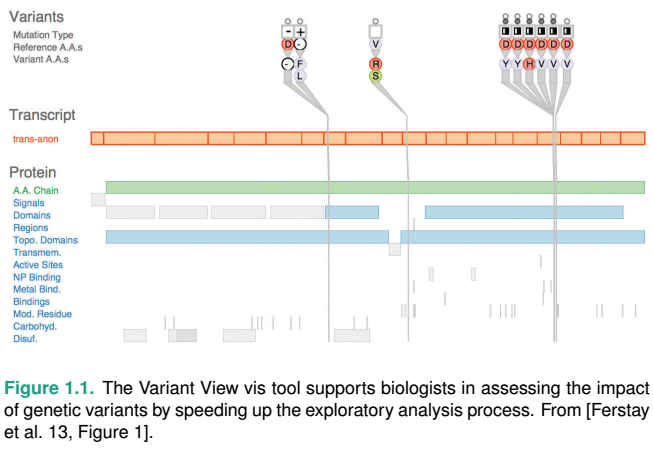 Variants
Mutation Type
Reference A.A.s
Variant A.A.s
- +
D -
- F
L
V
R
S
D D D D D D
Y Y H V V V
Transcript
trans-anon
Protein
A.A. Chain
Signals
Domains
Regions
Topo. Domains
Transmem.
Active Sites
NP Binding
Metal Bind.
Bindings
Mod. Residue
Carbohyd.
Disuf.
Figure 1.1. The Variant View vis tool supports biologists in assessing the impact
of genetic variants by speeding up the exploratory analysis process. From [Ferstay
et al. 13, Figure 1].